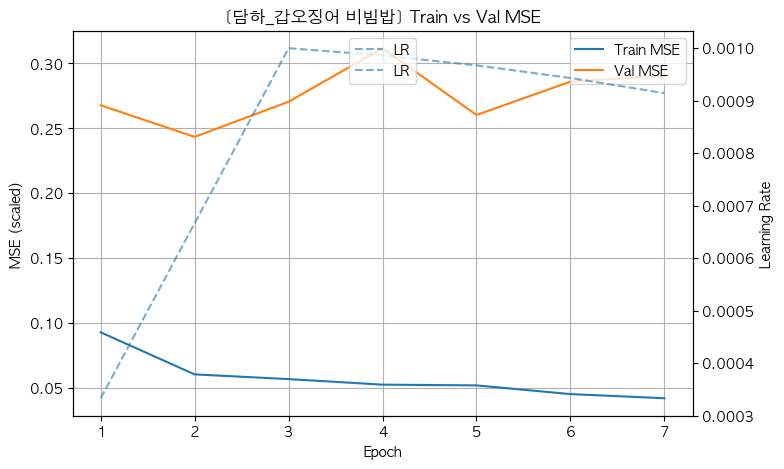 [담하_갑오징어 비빔밥] Train vs Val MSE
LR
LR
Train MSE
Val MSE
0.30
0.25
0.20
0.15
0.10
0.05
MSE (scaled)
0.0010
0.0009
0.0008
0.0007
0.0006
0.0005
0.0004
0.0003
Learning Rate
1 2 3 4 5 6 7
Epoch